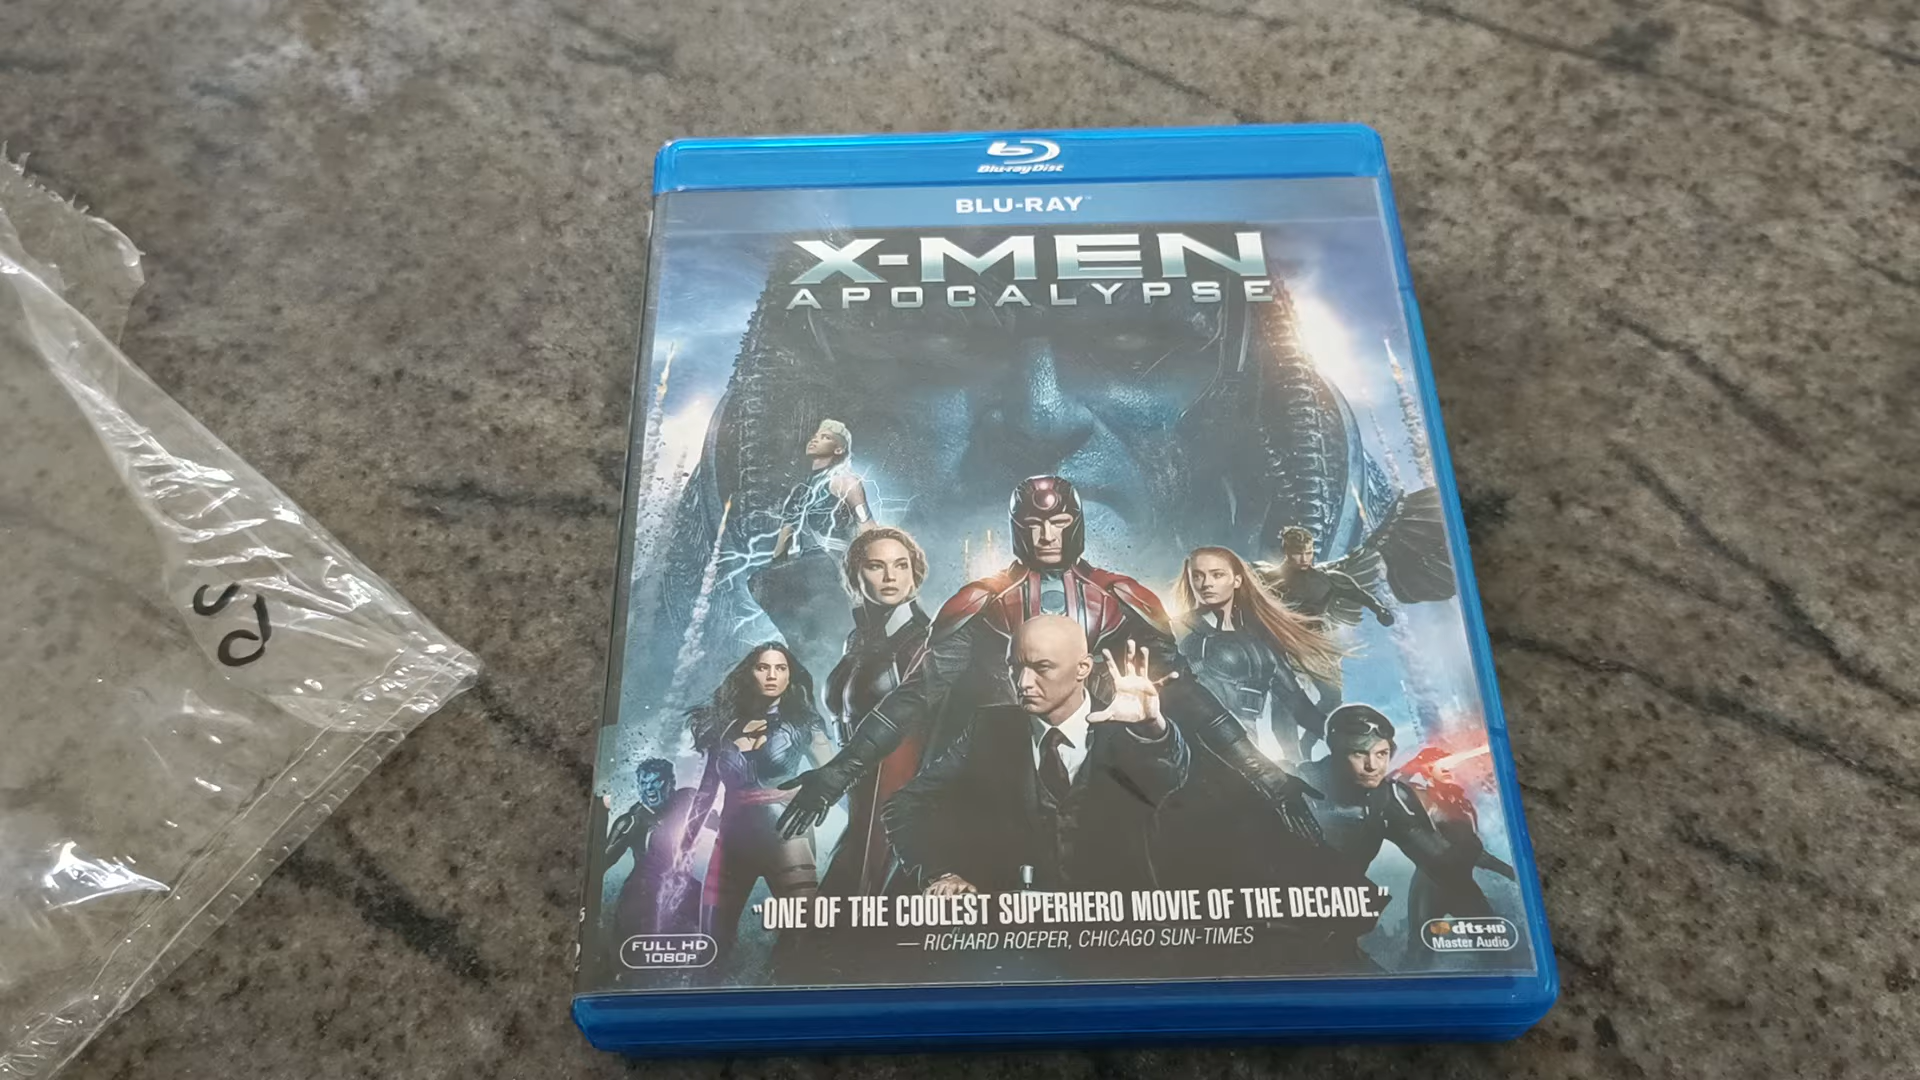 Blu-ray Disc
BLU-RAY™
X-MEN
APOCALYPSE
"ONE OF THE COOLEST SUPERHERO MOVIE OF THE DECADE."
— RICHARD ROEPER, CHICAGO SUN-TIMES
FULL HD
1080p
dts-HD
Master Audio